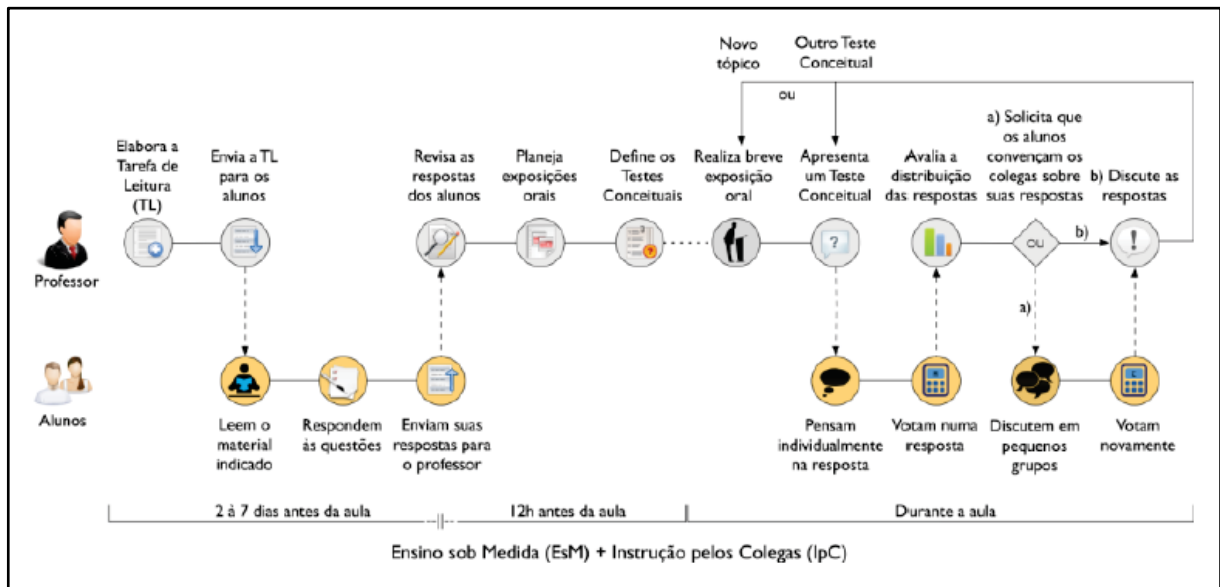 Novo
tópico
Outro Teste
Conceitual
ou
Elabora a
Tarefa de
Leitura
(TL)
Envia a TL
para os
alunos
Revisa as
respostas
dos alunos
Planeja
exposições
orais
Define os
Testes
Conceituais
Realiza breve
exposição
oral
Apresenta
um Teste
Conceitual
Avalia a
distribuição
das respostas
a) Solicita que
os alunos
convençam os
colegas sobre
suas respostas
b) Discute as
respostas
Professor
?
ou
b)
!
a)
Alunos
Leem o
material
indicado
Respondem
às questões
Enviam suas
respostas para
o professor
Pensam
individualmente
na resposta
Votam numa
resposta
Discutem em
pequenos
grupos
Votam
novamente
2 à 7 dias antes da aula
12h antes da aula
Durante a aula
Ensino sob Medida (EsM) + Instrução pelos Colegas (IpC)